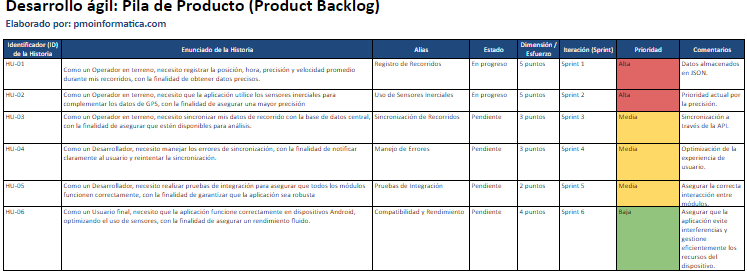 Desarrollo ágil: Pila de Producto (Product Backlog)
Elaborado por: pmoinformatica.com
Identificador (ID) de la Historia
Enunciado de la Historia
Alias
Estado
Dimensión / Esfuerzo
Iteración (Sprint)
Prioridad
Comentarios
HU-01
Como un Operador en terreno, necesito registrar la posición, hora, precisión y velocidad promedio
durante mis recorridos, con la finalidad de obtener datos precisos.
Registro de Recorridos
En progreso
5 puntos
Sprint 1
Alta
Datos almacenados
en JSON.
HU-02
Como un Operador en terreno, necesito que la aplicación utilice los sensores inerciales para
complementar los datos de GPS, con la finalidad de asegurar una mayor precisión
Uso de Sensores Inerciales
En progreso
5 puntos
Sprint 2
Alta
Prioridad actual por
la precisión.
HU-03
Como un Operador en terreno, necesito sincronizar mis datos de recorrido con la base de datos central,
con la finalidad de asegurar que estén disponibles para análisis.
Sincronización de Recorridos
Pendiente
3 puntos
Sprint 3
Media
Sincronización a
través de la API.
HU-04
Como un Desarrollador, necesito manejar los errores de sincronización, con la finalidad de notificar
claramente al usuario y reintentar la sincronización.
Manejo de Errores
Pendiente
3 puntos
Sprint 4
Media
Optimización de la
experiencia de
usuario.
HU-05
Como un Desarrollador, necesito realizar pruebas de integración para asegurar que todos los módulos
funcionen correctamente, con la finalidad de garantizar que la aplicación sea robusta
Pruebas de Integración
Pendiente
2 puntos
Sprint 5
Media
Asegurar la correcta
interacción entre
módulos.
HU-06
Como un Usuario final, necesito que la aplicación funcione correctamente en dispositivos Android,
optimizando el uso de sensores, con la finalidad de asegurar un rendimiento fluido.
Compatibilidad y Rendimiento
Pendiente
4 puntos
Sprint 6
Baja
Asegurar que la
aplicación evite
interferencias y
gestione
eficientemente los
recursos del
dispositivo.